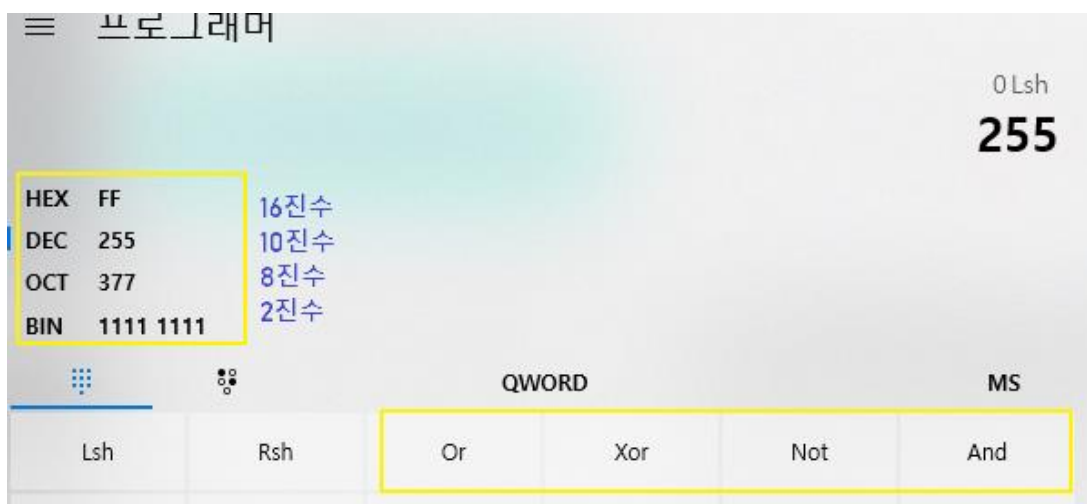 프로그래머
0 Lsh
255
HEX FF 16진수
DEC 255 10진수
OCT 377 8진수
BIN 1111 1111 2진수
QWORD MS
Lsh Rsh Or Xor Not And